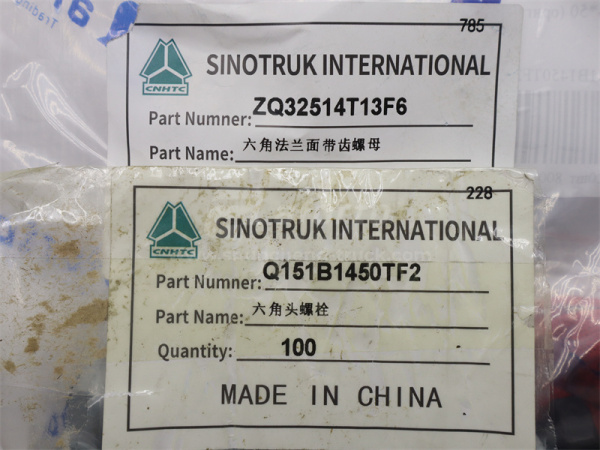 785
SINOTRUK INTERNATIONAL
CNHTC
Part Numner: ZQ32514T13F6
Part Name: 六角法兰面带齿螺母
228
SINOTRUK INTERNATIONAL
CNHTC
Part Numner: Q151B1450TF2
Part Name: 六角头螺栓
Quantity: 100
MADE IN CHINA